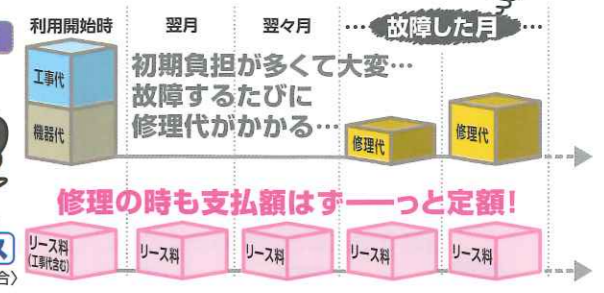 利用開始時 翌月 翌々月 … 故障した月 …
工事代
機器代
初期負担が多くて大変…
故障するたびに
修理代がかかる…
修理代
修理代
修理の時も支払額はず――っと定額!
リース料
(工事代含む)
リース料
リース料
リース料
リース料
ス
合〉